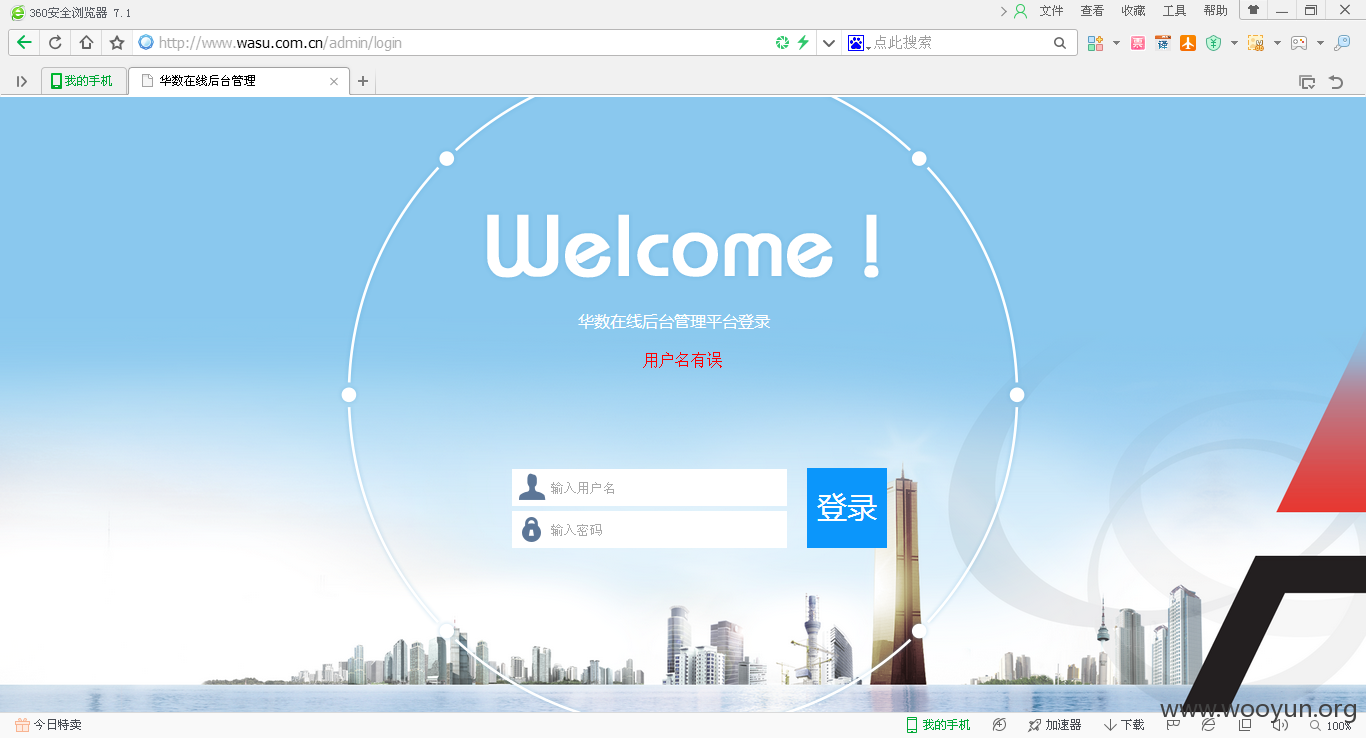 360安全浏览器 7.1
文件 查看 收藏 工具 帮助
http://www.wasu.com.cn/admin/login
点此搜索
我的手机
华数在线后台管理
Welcome !
华数在线后台管理平台登录
用户名有误
输入用户名
输入密码
登录
今日特卖
我的手机
加速器
下载
100%
www.wooyun.org